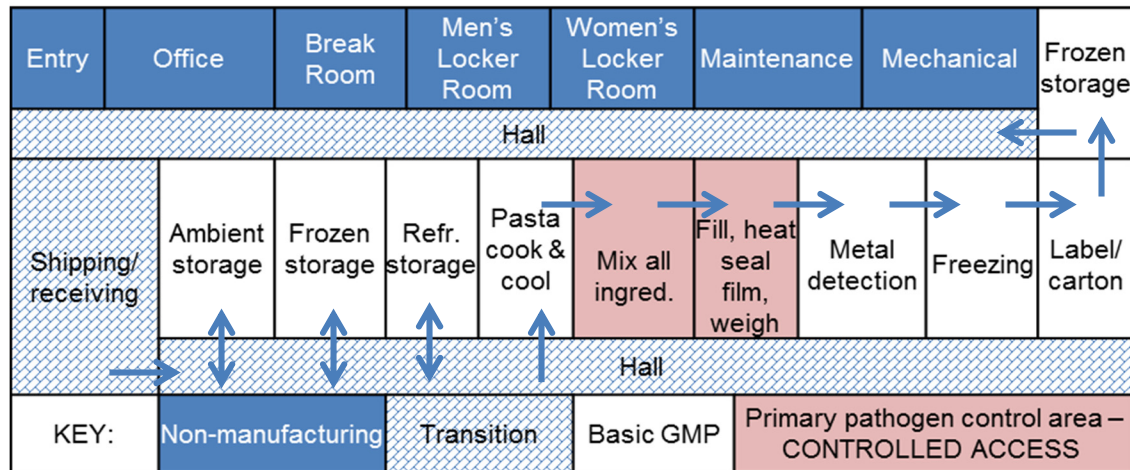 Entry
Office
Break
Room
Men's
Locker
Room
Women's
Locker
Room
Maintenance
Mechanical
Frozen
storage
Hall
Shipping/
receiving
Ambient
storage
Frozen
storage
Refr.
storage
Pasta
cook &
cool
Mix all
ingred.
Fill, heat
seal
film,
weigh
Metal
detection
Freezing
Label/
carton
Hall
KEY:
Non-manufacturing
Transition
Basic GMP
Primary pathogen control area –
CONTROLLED ACCESS